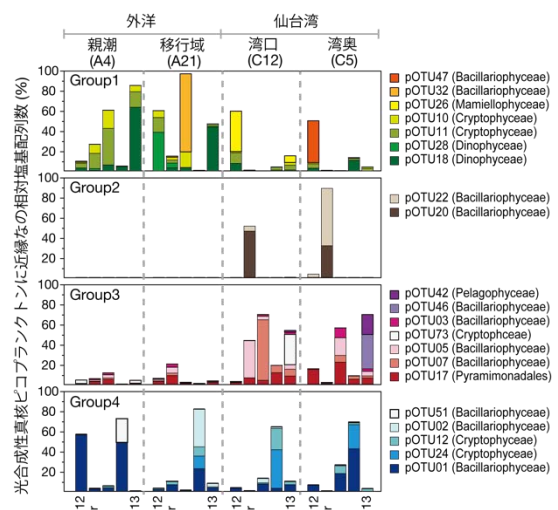 外洋
仙台湾
親潮
(A4)
移行域
(A21)
湾口
(C12)
湾奥
(C5)
光合成性真核ピコプランクトンに近縁なの相対塩基配列数 (%)
100
80
60
40
20
Group1
pOTU47 (Bacillariophyceae)
pOTU32 (Bacillariophyceae)
pOTU26 (Mamiellophyceae)
pOTU10 (Cryptophyceae)
pOTU11 (Cryptophyceae)
pOTU28 (Dinophyceae)
pOTU18 (Dinophyceae)
100
80
60
40
20
0
Group2
pOTU22 (Bacillariophyceae)
pOTU20 (Bacillariophyceae)
100
80
60
40
20
0
Group3
pOTU42 (Pelagophyceae)
pOTU46 (Bacillariophyceae)
pOTU03 (Bacillariophyceae)
pOTU73 (Cryptophceae)
pOTU05 (Bacillariophyceae)
pOTU07 (Bacillariophyceae)
pOTU17 (Pyramimonadales)
100
80
60
40
20
Group4
pOTU51 (Bacillariophyceae)
pOTU02 (Bacillariophyceae)
pOTU12 (Cryptophyceae)
pOTU24 (Cryptophyceae)
pOTU01 (Bacillariophyceae)
12
r
13
12
r
13
12
r
13
12
r
13